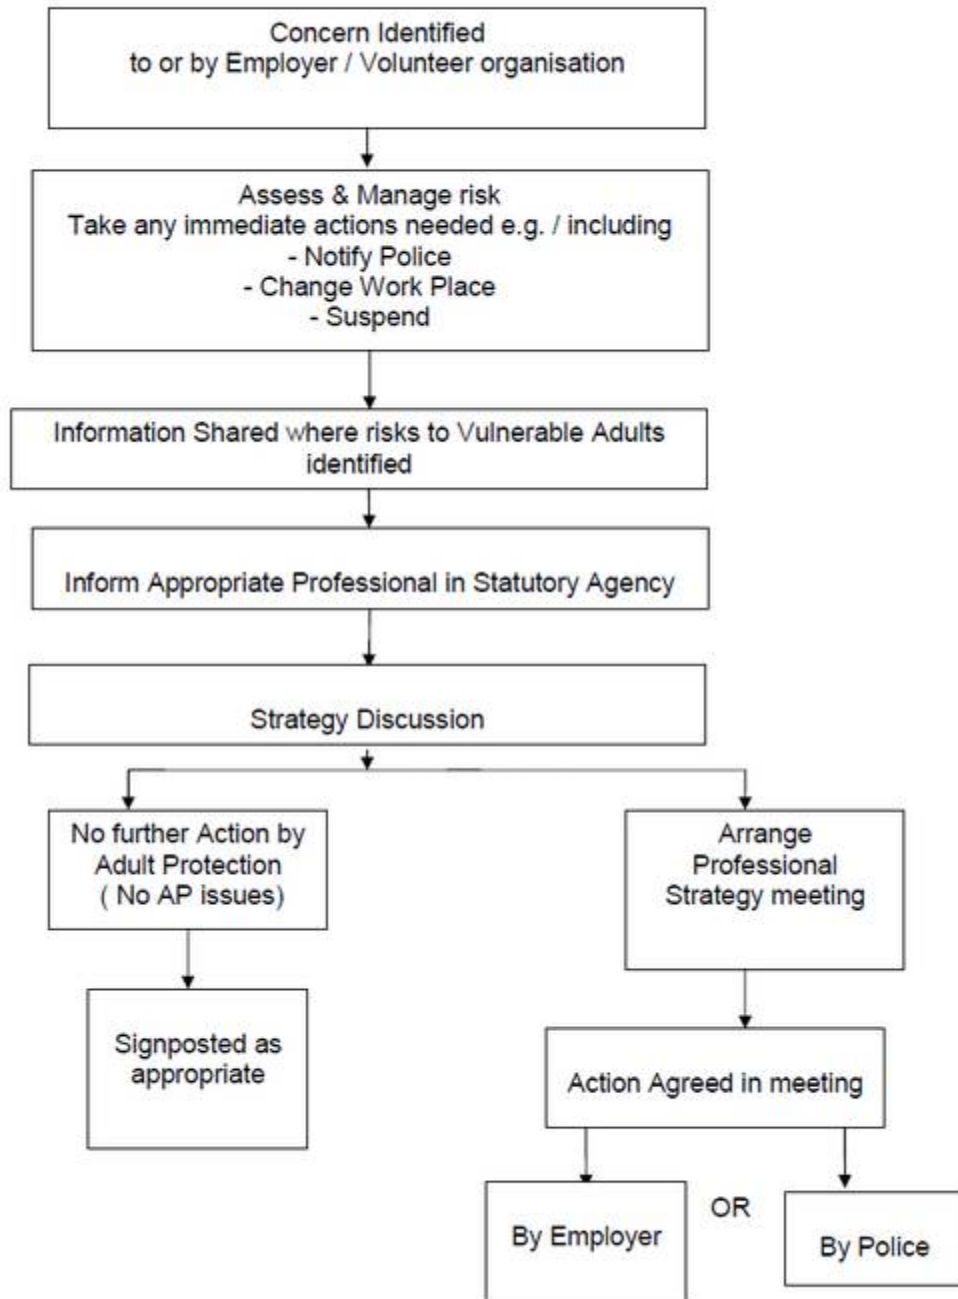 Concern Identified
to or by Employer / Volunteer organisation
Assess & Manage risk
Take any immediate actions needed e.g. / including
- Notify Police
- Change Work Place
- Suspend
Information Shared where risks to Vulnerable Adults
identified
Inform Appropriate Professional in Statutory Agency
Strategy Discussion
No further Action by
Adult Protection
( No AP issues)
Arrange
Professional
Strategy meeting
Signposted as
appropriate
Action Agreed in meeting
By Employer
OR
By Police